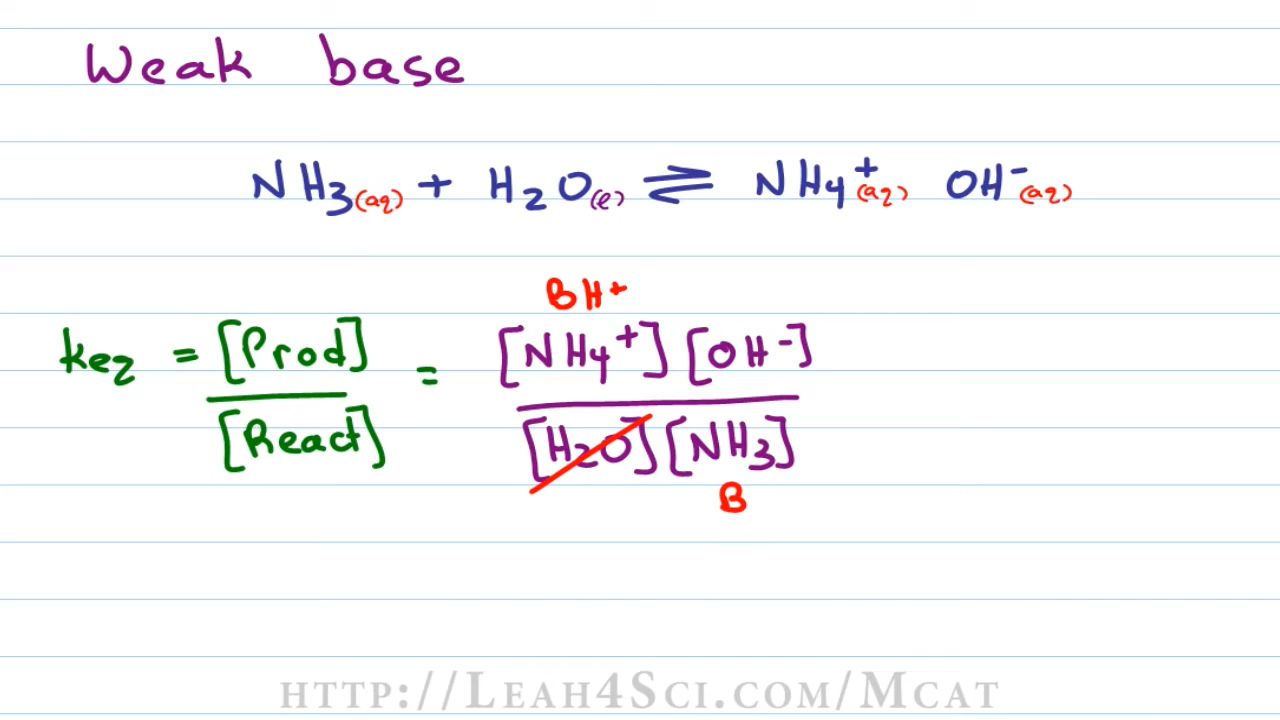 Weak base
NH3(aq) + H2O(l) ⇌ NH4+(aq) OH-(aq)
BH+
keq = [Prod] = [NH4+][OH-]
[React] [H2O][NH3]
B
HTTP://LEAH4SCI.COM/MCAT